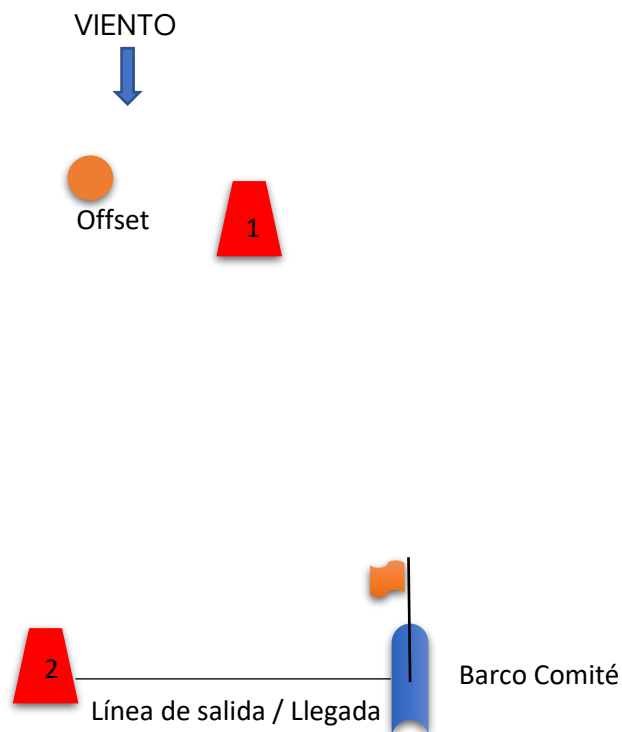 VIENTO
Offset
1
2
Barco Comité
Línea de salida / Llegada